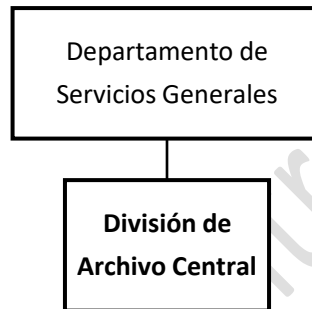 Departamento de
Servicios Generales
División de
Archivo Central